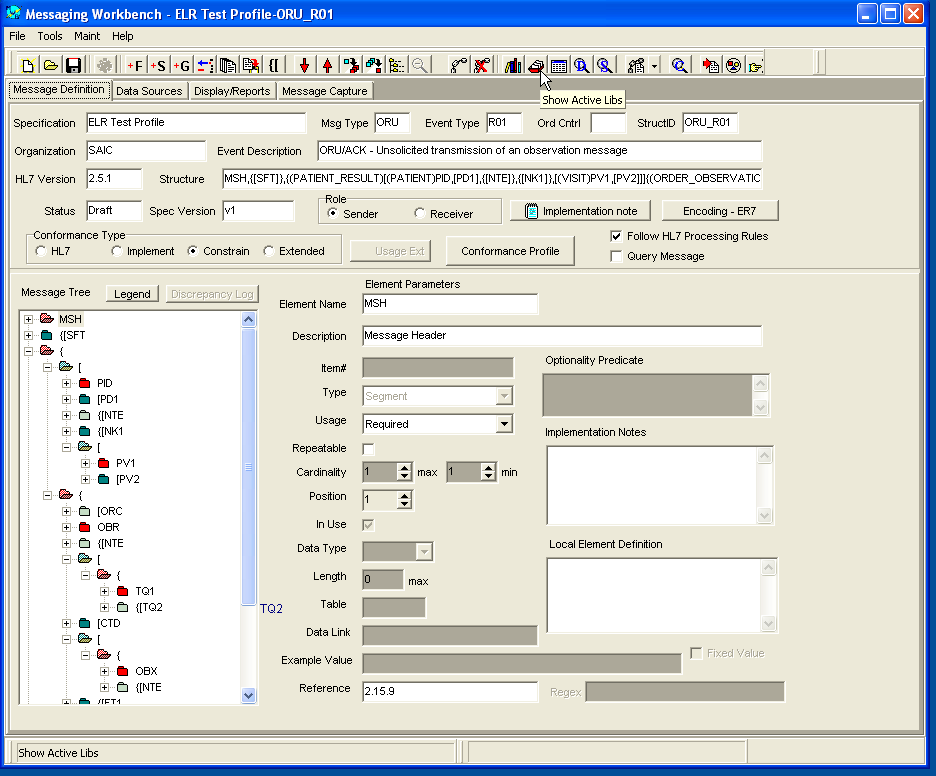 Messaging Workbench - ELR Test Profile-ORU_R01
File Tools Maint Help
+F +S +G {[
Message Definition Data Sources Display/Reports Message Capture
Show Active Libs
Specification ELR Test Profile Msg Type ORU Event Type R01 Ord Cntrl StructID ORU_R01
Organization SAIC Event Description ORU/ACK - Unsolicited transmission of an observation message
HL7 Version 2.5.1 Structure MSH,{[SFT]},{(PATIENT_RESULT)[(PATIENT)PID,[PD1],{[NTE]},{[NK1]},[(VISIT)PV1,[PV2]]]{(ORDER_OBSERVATIC
Role
Status Draft Spec Version v1 Sender Receiver Implementation note Encoding - ER7
Conformance Type
HL7 Implement Constrain Extended Usage Ext Conformance Profile
Follow HL7 Processing Rules
Query Message
Message Tree Legend Discrepancy Log
MSH
{[SFT
{
[
PID
[PD1
{[NTE
{[NK1
[
PV1
[PV2
{
[ORC
OBR
{[NTE
[
{
TQ1
{[TQ2
[CTD
[
{
OBX
{[NTE
{[FT1
TQ2
Element Parameters
Element Name MSH
Description Message Header
Item#
Type Segment
Usage Required
Repeatable
Cardinality 1 max 1 min
Position 1
In Use
Data Type
Length 0 max
Table
Data Link
Example Value
Reference 2.15.9
Optionality Predicate
Implementation Notes
Local Element Definition
Fixed Value
Regex
Show Active Libs